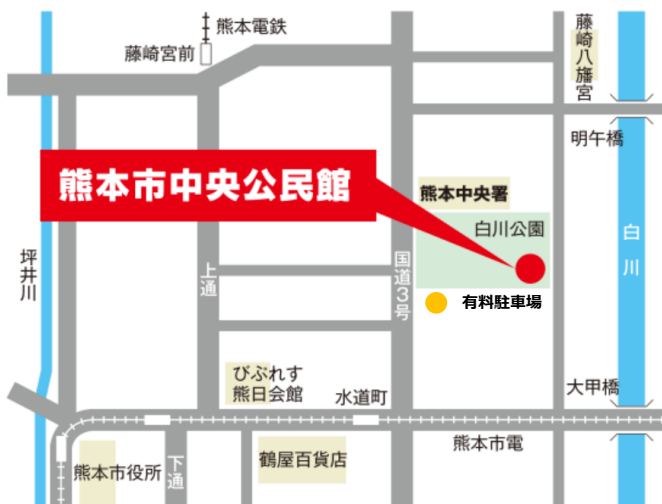 熊本電鉄
藤崎宮前
藤崎八旛宮
明午橋
熊本市中央公民館
熊本中央署
白川公園
白川
坪井川
上通
国道3号
有料駐車場
びぷれす
熊日会館
水道町
大甲橋
熊本市電
熊本市役所
下通
鶴屋百貨店